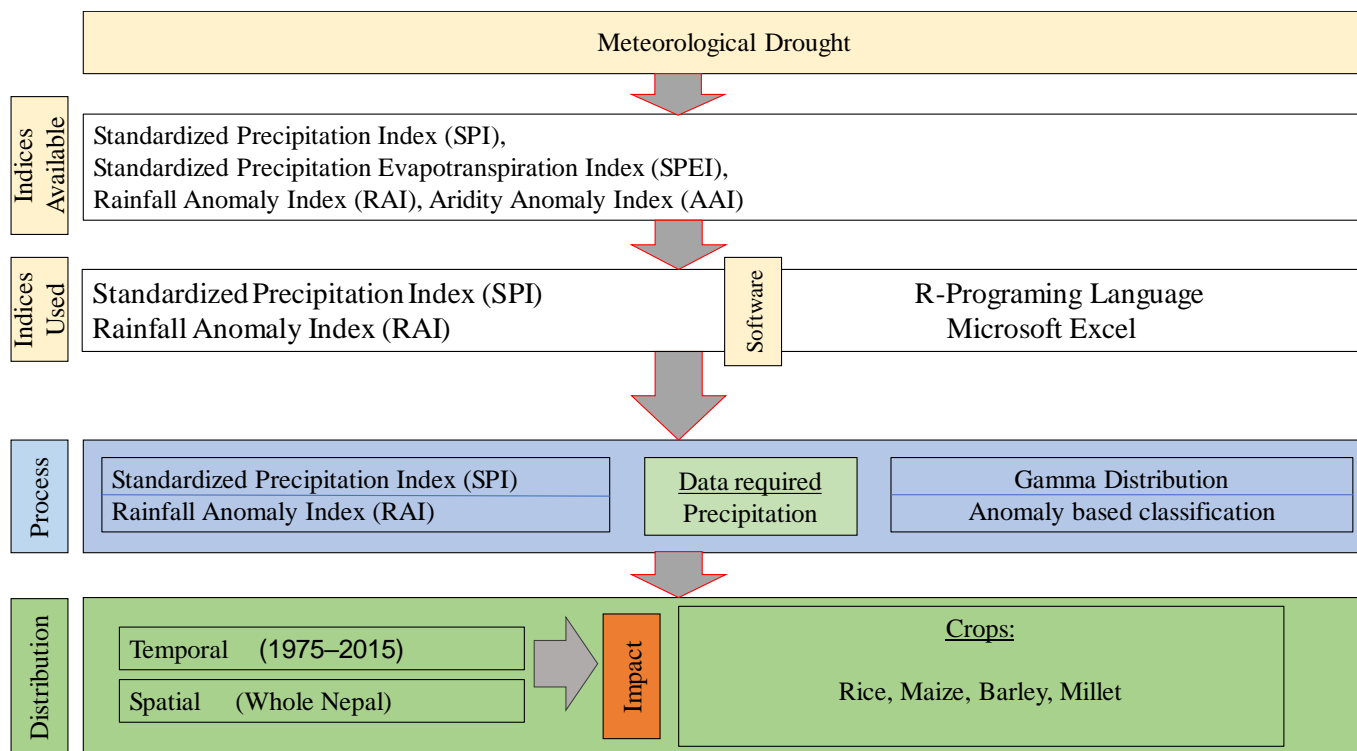 Meteorological Drought
Indices
Available
Standardized Precipitation Index (SPI),
Standardized Precipitation Evapotranspiration Index (SPEI),
Rainfall Anomaly Index (RAI), Aridity Anomaly Index (AAI)
Indices
Used
Standardized Precipitation Index (SPI)
Rainfall Anomaly Index (RAI)
Software
R-Programing Language
Microsoft Excel
Process
Standardized Precipitation Index (SPI)
Rainfall Anomaly Index (RAI)
Data required
Precipitation
Gamma Distribution
Anomaly based classification
Distribution
Temporal (1975–2015)
Spatial (Whole Nepal)
Impact
Crops:
Rice, Maize, Barley, Millet